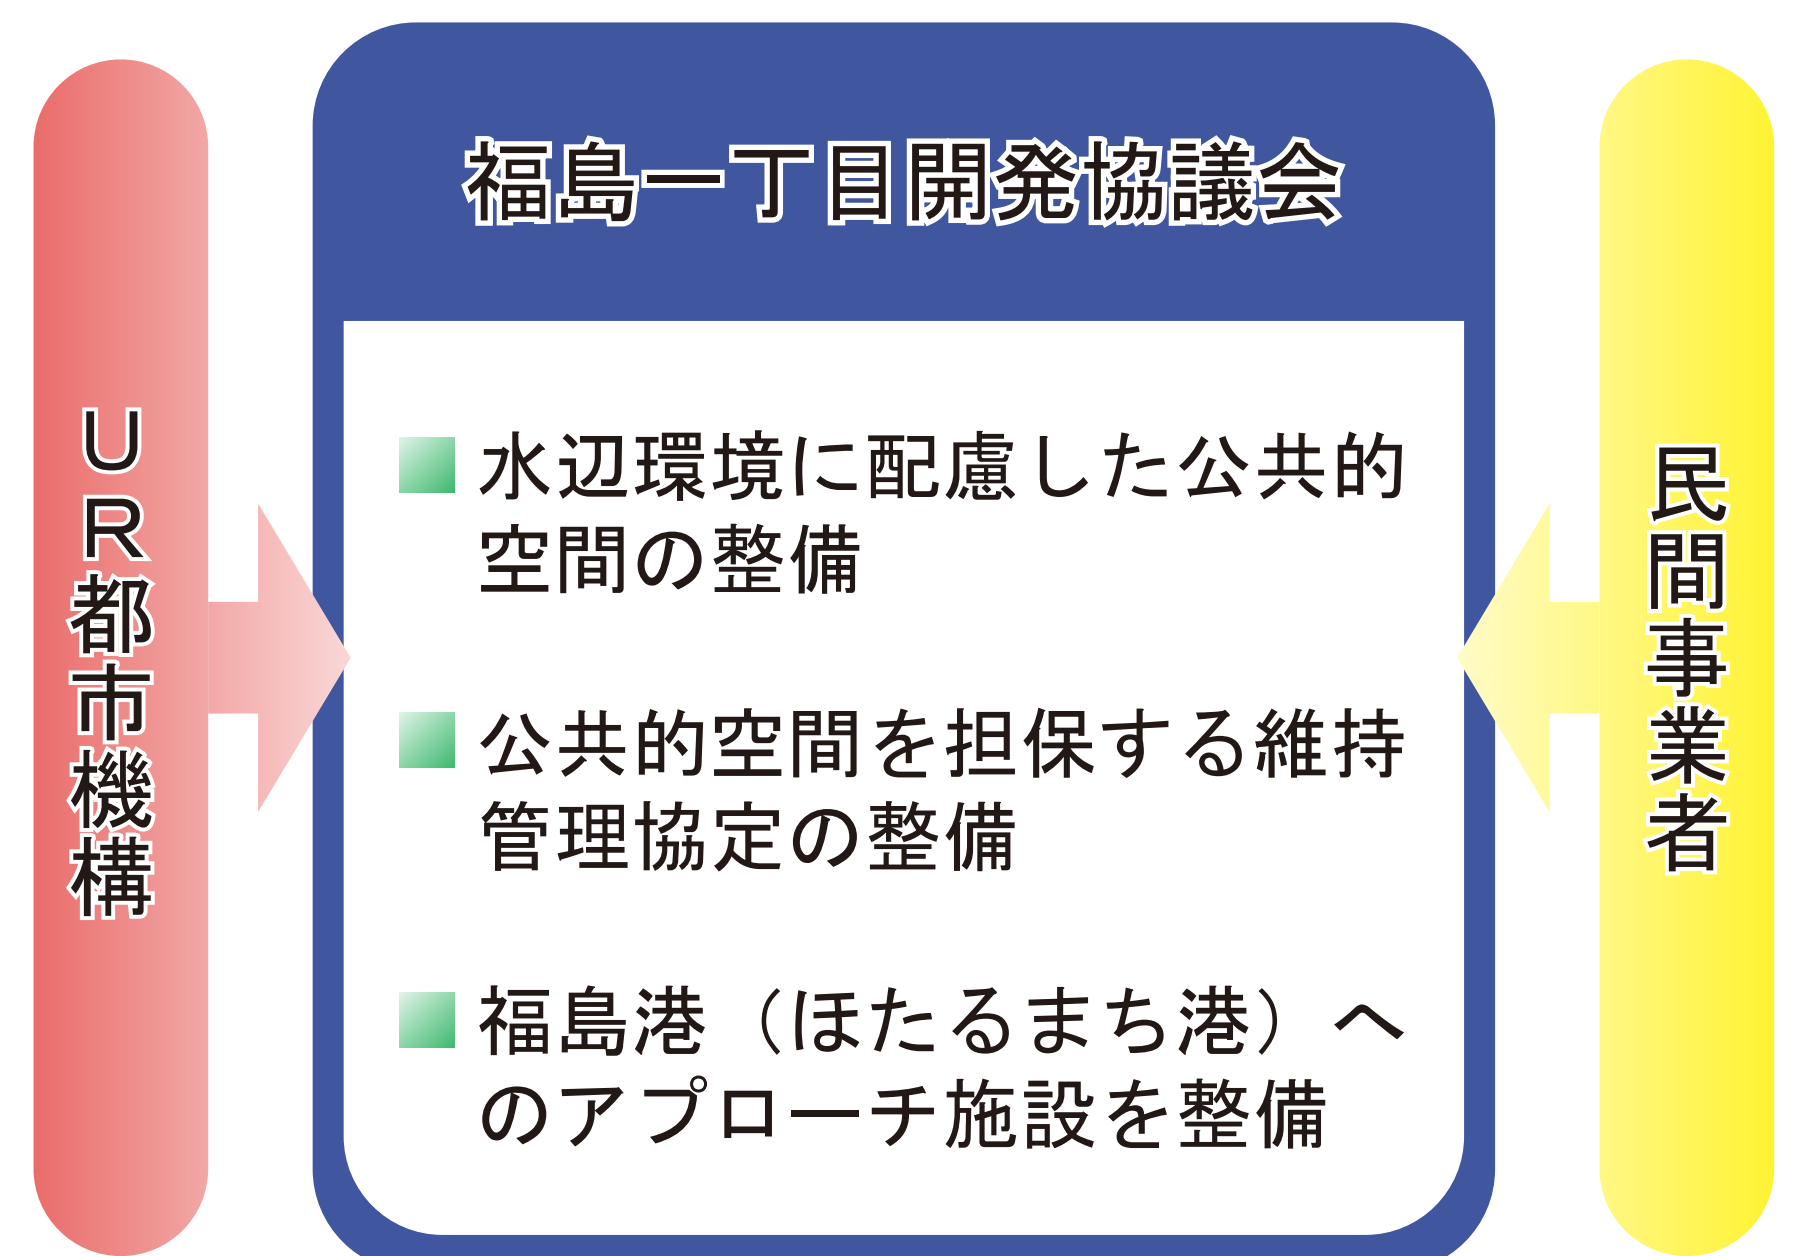 福島一丁目開発協議会
UR都市機構
水辺環境に配慮した公共的
空間の整備
公共的空間を担保する維持
管理協定の整備
福島港（ほたるまち港）へ
のアプローチ施設を整備
民間事業者